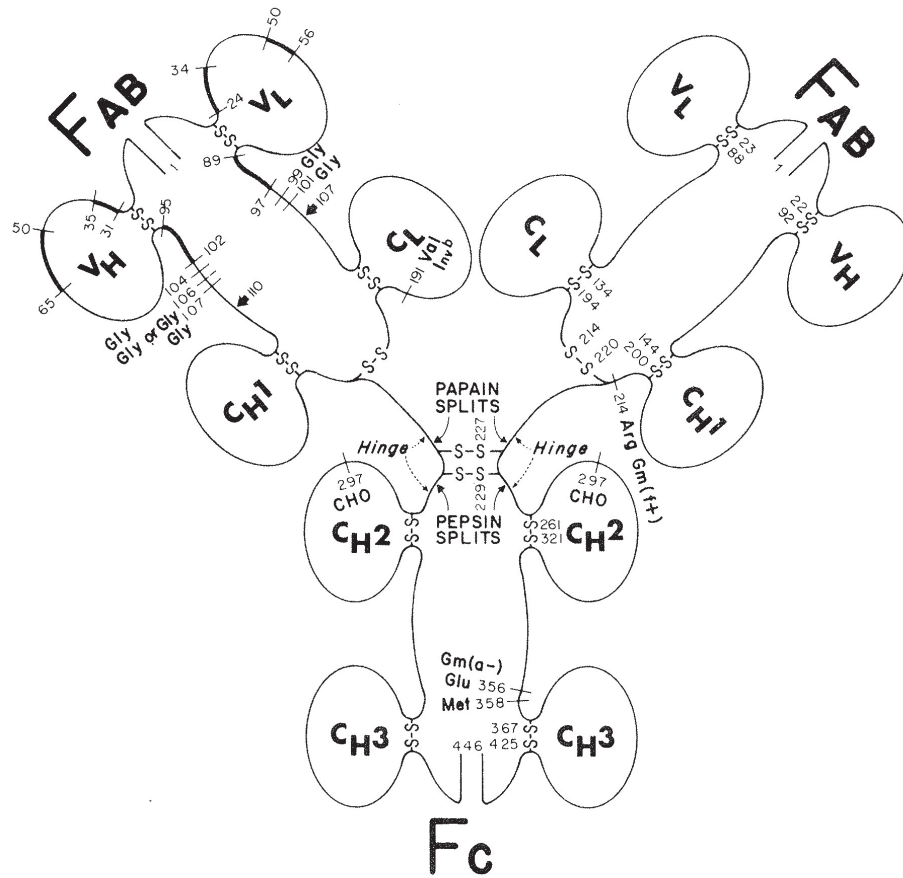 FAB
VL
50
56
34
24
S-S
89
99 Gly
101 Gly
97
107
1
VH
50
35
31
65
S-S
95
102
104
106
107
110
Gly
Gly or Gly
Gly
CL
Val
Invb
191
S-S
CH1
S-S
S-S
FAB
VL
S-S
23
88
1
VH
22
92
S-S
CL
S-S
134
194
214
220
S-S
144
200
S-S
CH1
214 Arg Gm(f+)
PAPAIN
SPLITS
Hinge
Hinge
S-S
227
S-S
229
PEPSIN
SPLITS
297
CHO
CH2
S-S
297
CHO
CH2
S-S
261
321
Gm(a-)
Glu 356
Met 358
CH3
S-S
367
446 425
S-S
CH3
Fc